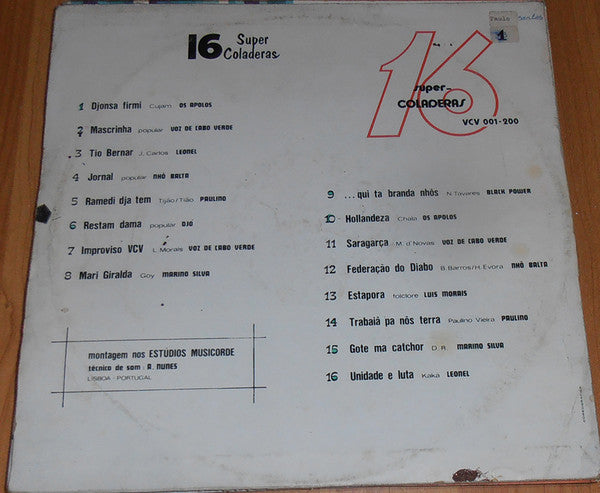 16 Super
Coladeras
Paulo
Santos
1
16
super-
COLADERAS
VCV 001-200
1 Djonsa firmi Cujam OS APOLOS
2 Mascrinha popular VOZ DE CABO VERDE
3 Tio Bernar J. Carlos LEONEL
4 Jornal popular NHÔ BALTA
5 Ramedi dja tem Tijão/Tião PAULINO
6 Restam dama popular DJO
7 Improviso VCV L. Morais VOZ DE CABO VERDE
8 Mari Giralda Goy MARINO SILVA
9 ...qui ta branda nhôs N. Tavares BLACK POWER
10 Hollandeza Chala OS APOLOS
11 Saragarça M. d'Novas VOZ DE CABO VERDE
12 Federação do Diabo B. Barros/H. Evora NHÔ BALTA
13 Estapora folclore LUIS MORAIS
14 Trabaiâ pa nôs terra Paulino Vieira PAULINO
15 Gote ma catchor D.R. MARINO SILVA
16 Unidade e luta Kaka LEONEL
montagem nos ESTUDIOS MUSICORDE
técnico de som : A. NUNES
LISBOA - PORTUGAL